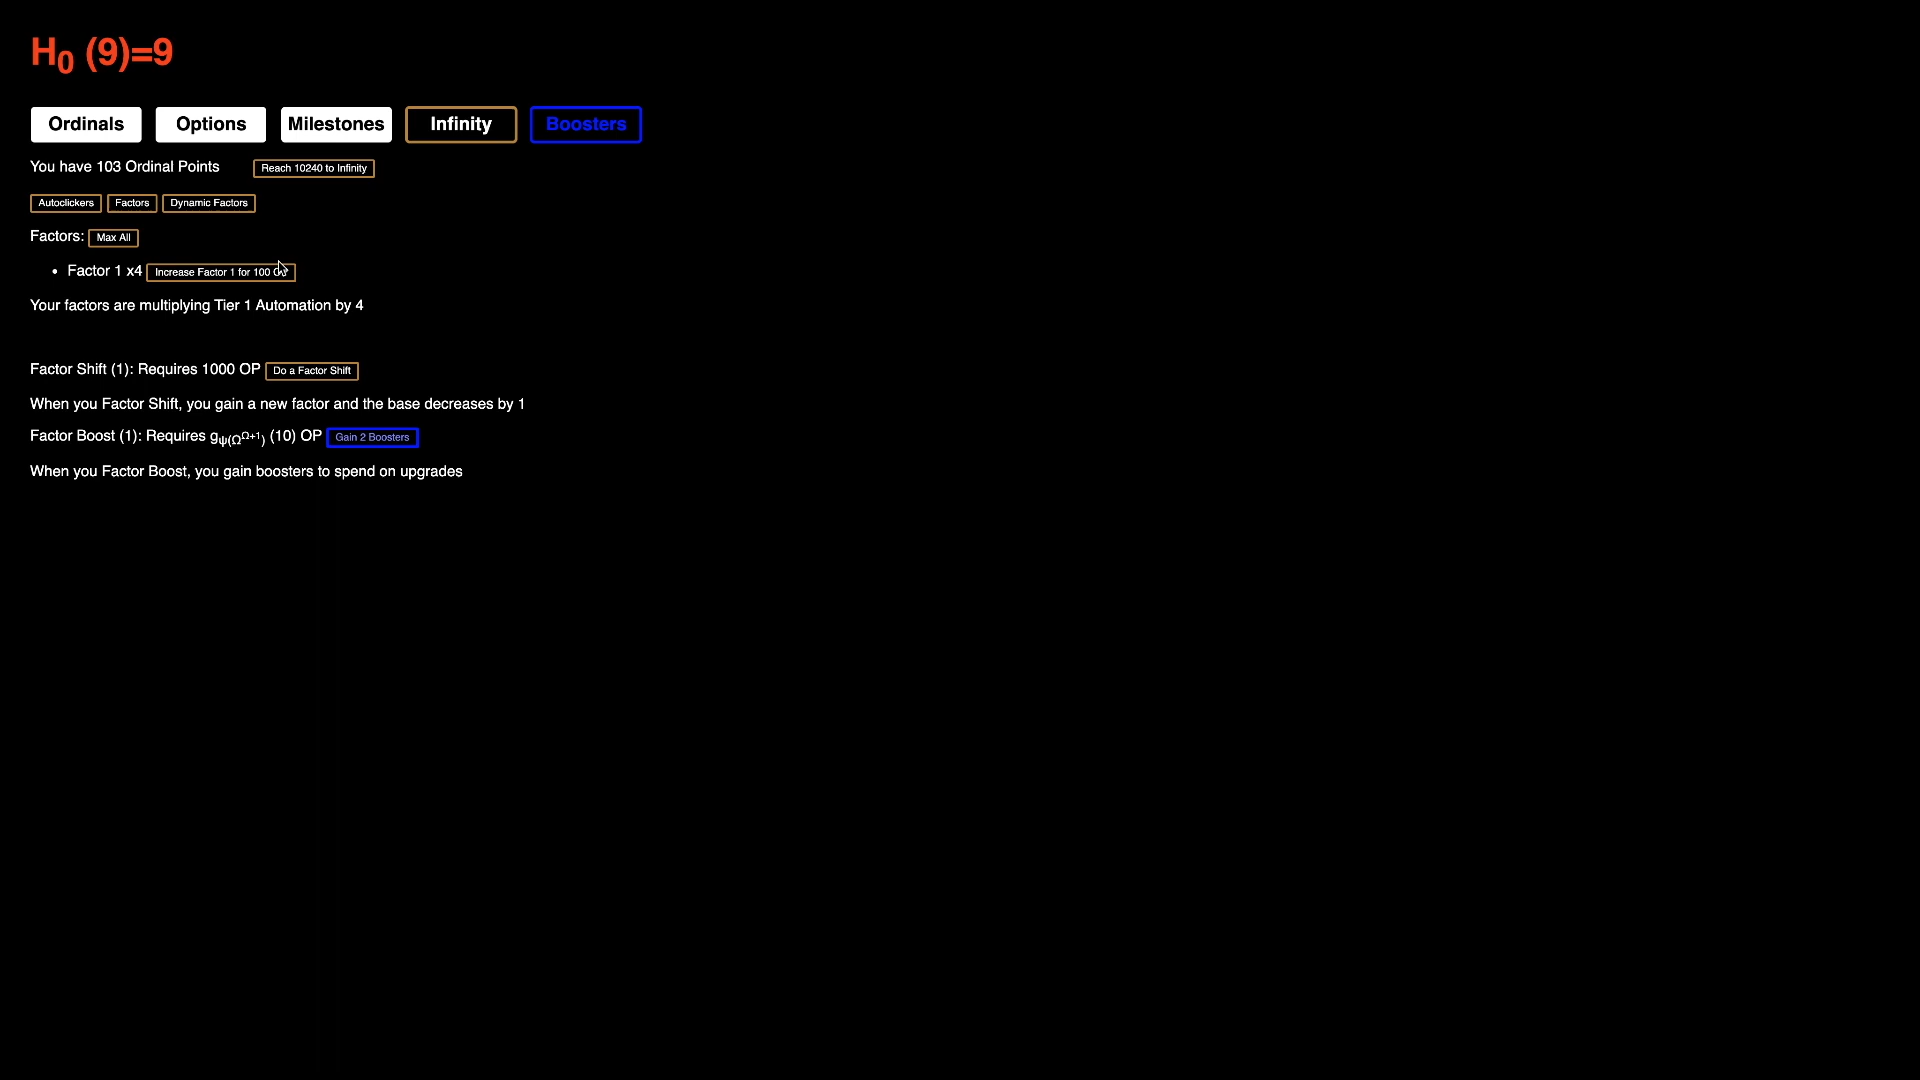 H₀ (9)=9
Ordinals Options Milestones Infinity Boosters
You have 103 Ordinal Points Reach 10240 to Infinity
Autoclickers Factors Dynamic Factors
Factors: Max All
• Factor 1 x4 Increase Factor 1 for 100
Your factors are multiplying Tier 1 Automation by 4
Factor Shift (1): Requires 1000 OP Do a Factor Shift
When you Factor Shift, you gain a new factor and the base decreases by 1
Factor Boost (1): Requires g_ψ(Ω^Ω+1) (10) OP Gain 2 Boosters
When you Factor Boost, you gain boosters to spend on upgrades